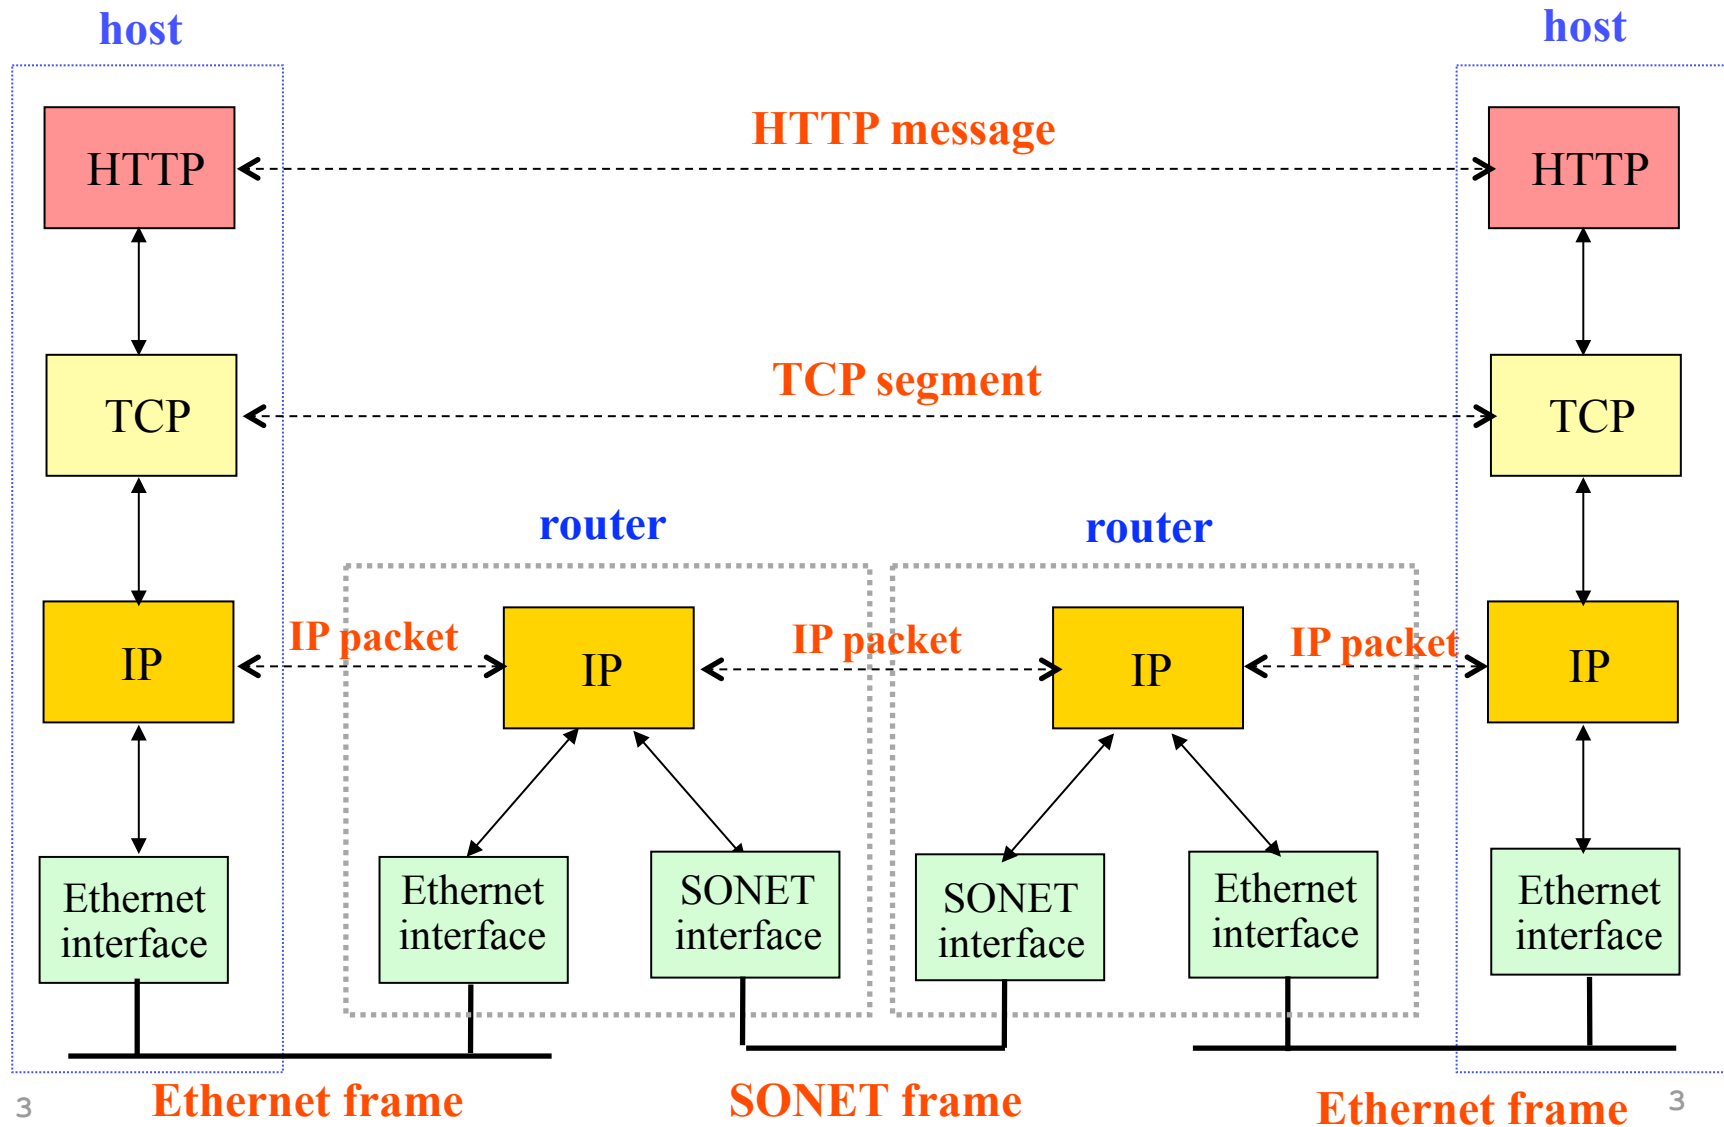 host
host
HTTP message
HTTP
HTTP
TCP segment
TCP
TCP
router
router
IP packet
IP packet
IP packet
IP
IP
IP
IP
Ethernet
interface
Ethernet
interface
SONET
interface
SONET
interface
Ethernet
interface
Ethernet
interface
Ethernet frame
SONET frame
Ethernet frame
3
3